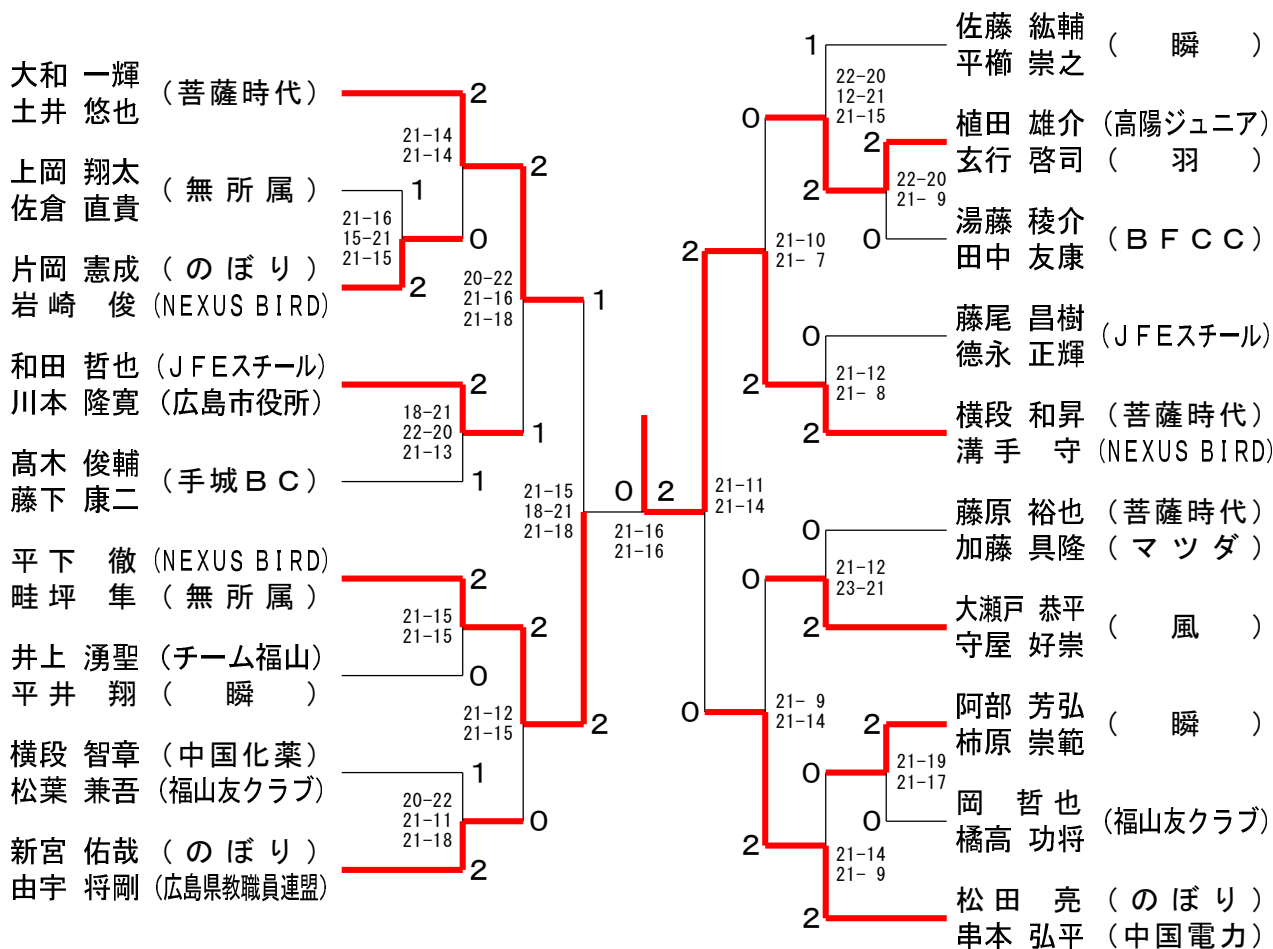 大和 一輝
土井 悠也
(菩薩時代)
2
21-14
21-14
2
上岡 翔太
佐倉 直貴
(無所属)
1
21-16
15-21
21-15
0
片岡 憲成 (のぼり)
岩崎 俊 (NEXUS BIRD)
2
20-22
21-16
21-18
1
和田 哲也 (JFEスチール)
川本 隆寛 (広島市役所)
2
18-21
22-20
21-13
1
髙木 俊輔
藤下 康二
(手城BC)
1
21-15
18-21
21-18
平下 徹 (NEXUS BIRD)
畦坪 隼 (無所属)
2
21-15
21-15
2
井上 湧聖 (チーム福山)
平井 翔 (瞬)
0
21-12
21-15
2
横段 智章 (中国化薬)
松葉 兼吾 (福山友クラブ)
1
20-22
21-11
21-18
0
新宮 佑哉 (のぼり)
由宇 将剛 (広島県教職員連盟)
2
0
2
21-16
21-16
佐藤 紘輔
平櫛 崇之
(瞬)
1
22-20
12-21
21-15
0
植田 雄介 (高陽ジュニア)
玄行 啓司 (羽)
2
2
22-20
21- 9
湯藤 稜介
田中 友康
(BFCC)
0
2
21-10
21- 7
藤尾 昌樹
德永 正輝
(JFEスチール)
0
2
21-12
21- 8
横段 和昇 (菩薩時代)
溝手 守 (NEXUS BIRD)
2
21-11
21-14
藤原 裕也 (菩薩時代)
加藤 具隆 (マツダ)
0
0
21-12
23-21
大瀬戸 恭平
守屋 好崇
(風)
2
0
21- 9
21-14
阿部 芳弘
柿原 崇範
(瞬)
2
0
21-19
21-17
岡 哲也
橘高 功将
(福山友クラブ)
0
2
21-14
21- 9
松田 亮 (のぼり)
串本 弘平 (中国電力)
2